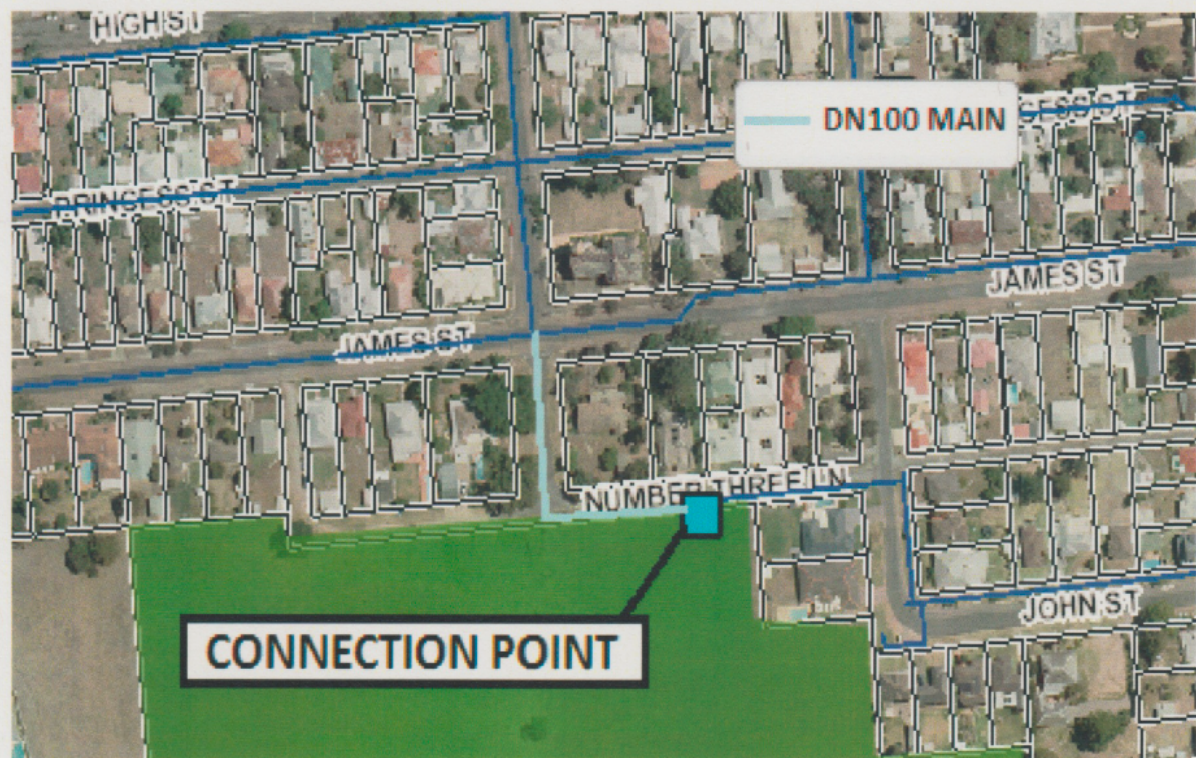 HIGH ST
DN100 MAIN
PRINCESS ST
JAMES ST
JAMES ST
NUMBER THREE LN
CONNECTION POINT
JOHN ST